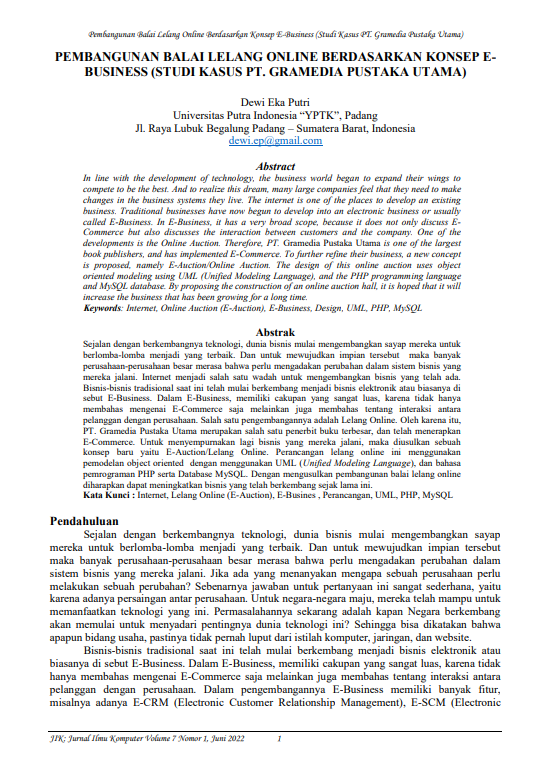 Pembangunan Balai Lelang Online Berdasarkan Konsep E-Business (Studi Kasus PT. Gramedia Pustaka Utama)
PEMBANGUNAN BALAI LELANG ONLINE BERDASARKAN KONSEP E-
BUSINESS (STUDI KASUS PT. GRAMEDIA PUSTAKA UTAMA)
Dewi Eka Putri
Universitas Putra Indonesia “YPTK”, Padang
Jl. Raya Lubuk Begalung Padang – Sumatera Barat, Indonesia
dewi.ep@gmail.com
Abstract
In line with the development of technology, the business world began to expand their wings to
compete to be the best. And to realize this dream, many large companies feel that they need to make
changes in the business systems they live. The internet is one of the places to develop an existing
business. Traditional businesses have now begun to develop into an electronic business or usually
called E-Business. In E-Business, it has a very broad scope, because it does not only discuss E-
Commerce but also discusses the interaction between customers and the company. One of the
developments is the Online Auction. Therefore, PT. Gramedia Pustaka Utama is one of the largest
book publishers, and has implemented E-Commerce. To further refine their business, a new concept
is proposed, namely E-Auction/Online Auction. The design of this online auction uses object
oriented modeling using UML (Unified Modeling Language), and the PHP programming language
and MySQL database. By proposing the construction of an online auction hall, it is hoped that it will
increase the business that has been growing for a long time.
Keywords: Internet, Online Auction (E-Auction), E-Business, Design, UML, PHP, MySQL
Abstrak
Sejalan dengan berkembangnya teknologi, dunia bisnis mulai mengembangkan sayap mereka untuk
berlomba-lomba menjadi yang terbaik. Dan untuk mewujudkan impian tersebut maka banyak
perusahaan-perusahaan besar merasa bahwa perlu mengadakan perubahan dalam sistem bisnis yang
mereka jalani. Internet menjadi salah satu wadah untuk mengembangkan bisnis yang telah ada.
Bisnis-bisnis tradisional saat ini telah mulai berkembang menjadi bisnis elektronik atau biasanya di
sebut E-Business. Dalam E-Business, memiliki cakupan yang sangat luas, karena tidak hanya
membahas mengenai E-Commerce saja melainkan juga membahas tentang interaksi antara
pelanggan dengan perusahaan. Salah satu pengembangannya adalah Lelang Online. Oleh karena itu,
PT. Gramedia Pustaka Utama merupakan salah satu penerbit buku terbesar, dan telah menerapkan
E-Commerce. Untuk menyempurnakan lagi bisnis yang mereka jalani, maka diusulkan sebuah
konsep baru yaitu E-Auction/Lelang Online. Perancangan lelang online ini menggunakan
pemodelan object oriented dengan menggunakan UML (Unified Modeling Language), dan bahasa
pemrograman PHP serta Database MySQL. Dengan mengusulkan pembangunan balai lelang online
diharapkan dapat meningkatkan bisnis yang telah berkembang sejak lama ini.
Kata Kunci : Internet, Lelang Online (E-Auction), E-Busines , Perancangan, UML, PHP, MySQL
Pendahuluan
Sejalan dengan berkembangnya teknologi, dunia bisnis mulai mengembangkan sayap
mereka untuk berlomba-lomba menjadi yang terbaik. Dan untuk mewujudkan impian tersebut
maka banyak perusahaan-perusahaan besar merasa bahwa perlu mengadakan perubahan dalam
sistem bisnis yang mereka jalani. Jika ada yang menanyakan mengapa sebuah perusahaan perlu
melakukan sebuah perubahan? Sebenarnya jawaban untuk pertanyaan ini sangat sederhana, yaitu
karena adanya persaingan antar perusahaan. Untuk negara-negara maju, mereka telah mampu untuk
memanfaatkan teknologi yang ini. Permasalahannya sekarang adalah kapan Negara berkembang
akan memulai untuk menyadari pentingnya dunia teknologi ini? Sehingga bisa dikatakan bahwa
apapun bidang usaha, pastinya tidak pernah luput dari istilah komputer, jaringan, dan website.
Bisnis-bisnis tradisional saat ini telah mulai berkembang menjadi bisnis elektronik atau
biasanya di sebut E-Business. Dalam E-Business, memiliki cakupan yang sangat luas, karena tidak
hanya membahas mengenai E-Commerce saja melainkan juga membahas tentang interaksi antara
pelanggan dengan perusahaan. Dalam pengembangannya E-Business memiliki banyak fitur,
misalnya adanya E-CRM (Electronic Customer Relationship Management), E-SCM (Electronic
JIK; Jurnal Ilmu Komputer Volume 7 Nomor 1, Juni 2022 1